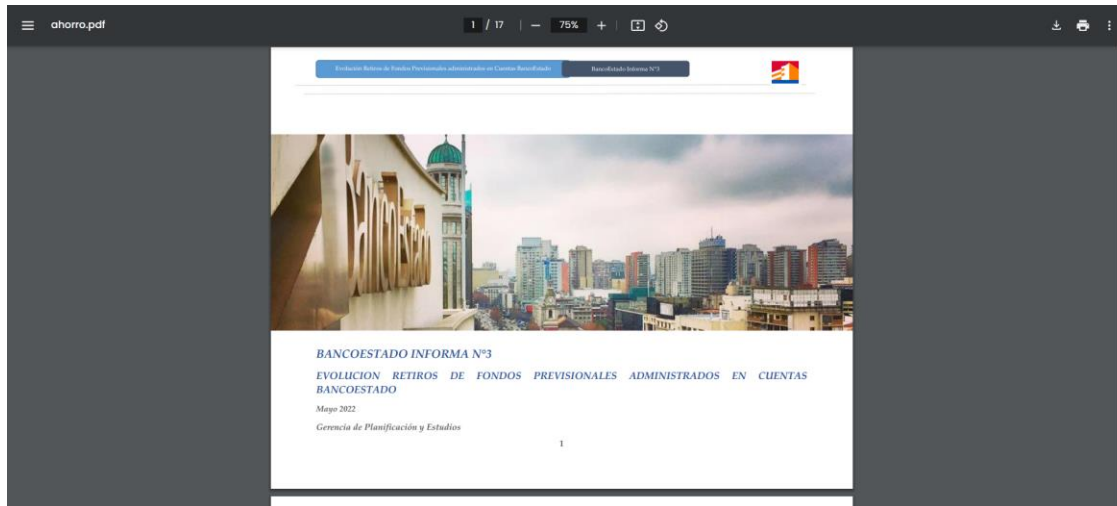 ahorro.pdf
1 / 17
75%
Evolución Retiros de Fondos Previsionales administrados en Cuentas BancoEstado
BancoEstado Informa N°3
BancoEstado
BANCOESTADO INFORMA N°3
EVOLUCION RETIROS DE FONDOS PREVISIONALES ADMINISTRADOS EN CUENTAS
BANCOESTADO
Mayo 2022
Gerencia de Planificación y Estudios
1